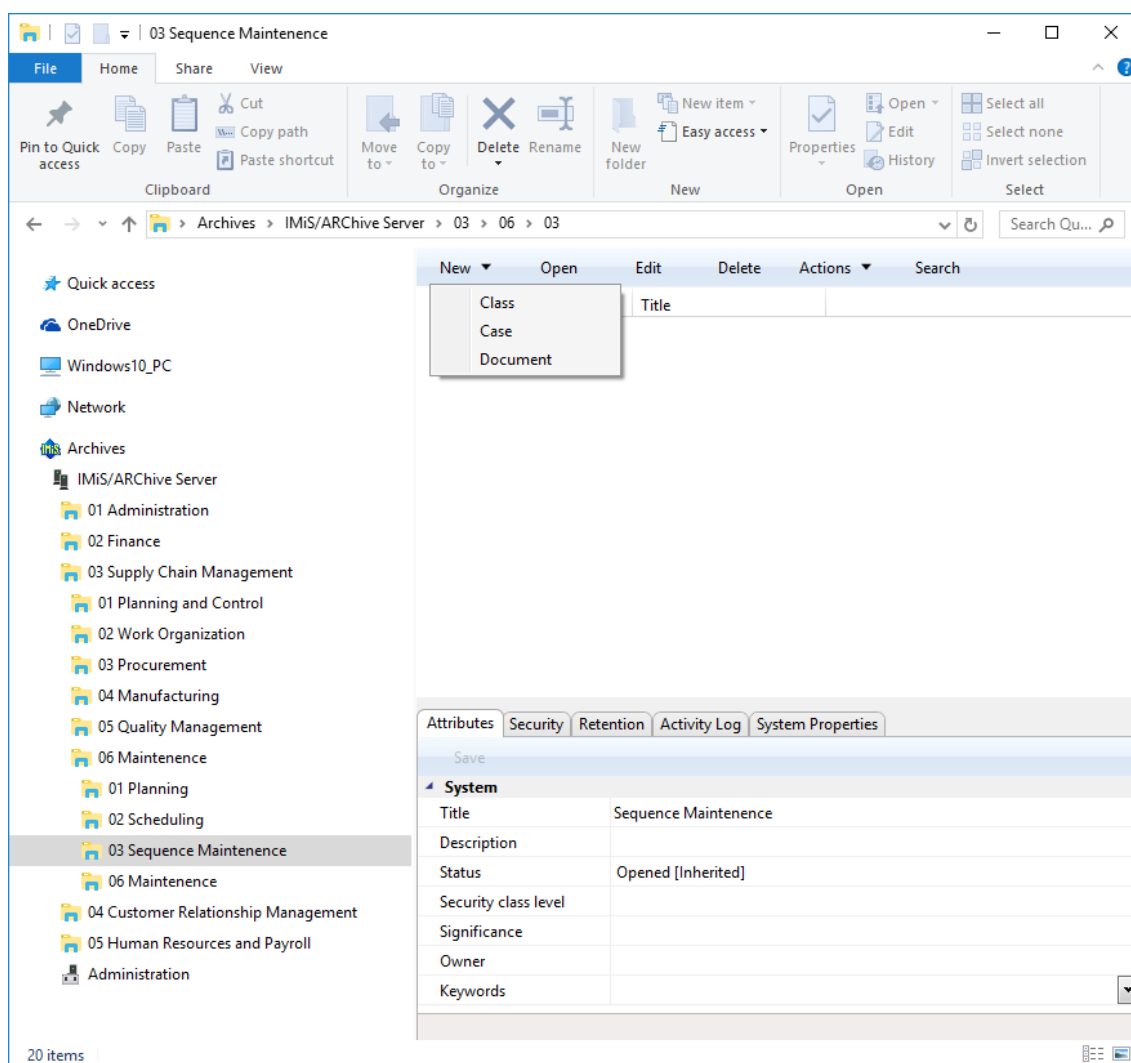 03 Sequence Maintenence
File Home Share View
Pin to Quick access
Copy
Paste
Cut
Copy path
Paste shortcut
Clipboard
Move to
Copy to
Delete
Rename
Organize
New folder
New item
Easy access
New
Properties
Open
Edit
History
Open
Select all
Select none
Invert selection
Select
Archives > IMiS/ARChive Server > 03 > 06 > 03
Search Qu...
Quick access
OneDrive
Windows10_PC
Network
Archives
IMiS/ARChive Server
01 Administration
02 Finance
03 Supply Chain Management
01 Planning and Control
02 Work Organization
03 Procurement
04 Manufacturing
05 Quality Management
06 Maintenence
01 Planning
02 Scheduling
03 Sequence Maintenence
06 Maintenence
04 Customer Relationship Management
05 Human Resources and Payroll
Administration
New Open Edit Delete Actions Search
Class
Case
Document
Title
Attributes Security Retention Activity Log System Properties
Save
System
Title Sequence Maintenence
Description
Status Opened [Inherited]
Security class level
Significance
Owner
Keywords
20 items